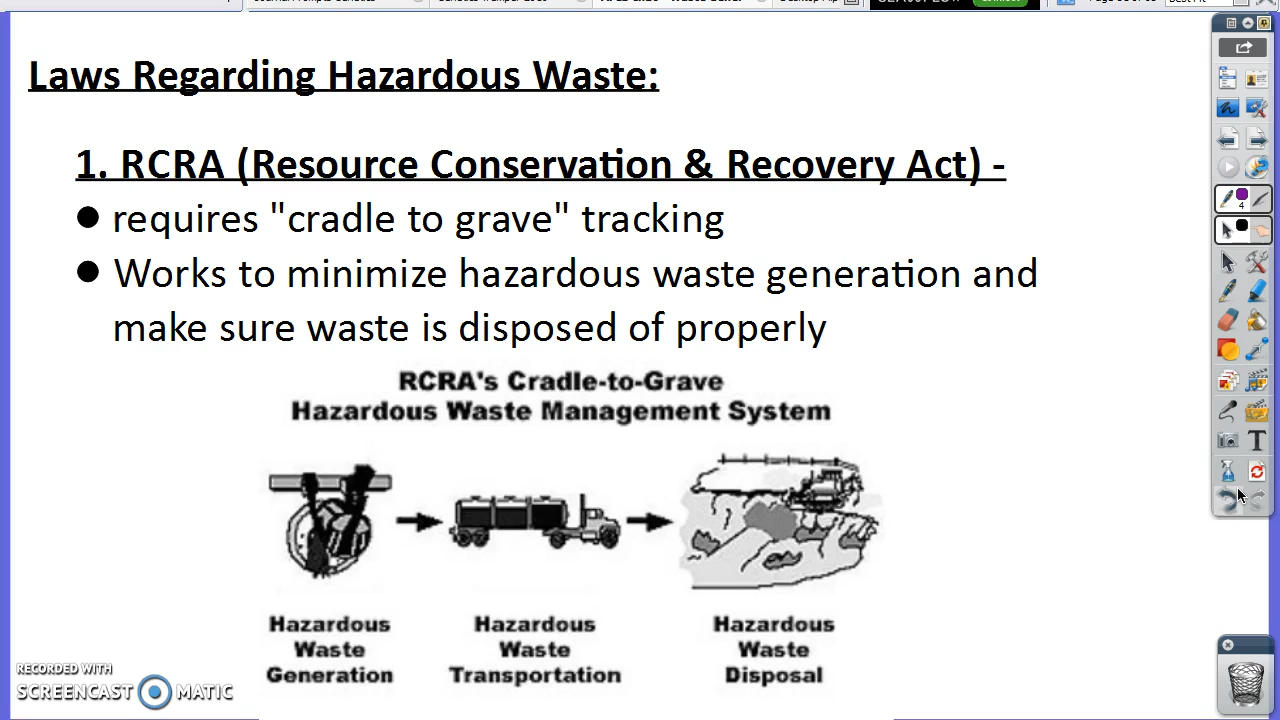 Laws Regarding Hazardous Waste:
1. RCRA (Resource Conservation & Recovery Act) -
● requires "cradle to grave" tracking
● Works to minimize hazardous waste generation and
make sure waste is disposed of properly
RCRA's Cradle-to-Grave
Hazardous Waste Management System
Hazardous
Waste
Generation
Hazardous
Waste
Transportation
Hazardous
Waste
Disposal
RECORDED WITH
SCREENCAST MATIC
4
T